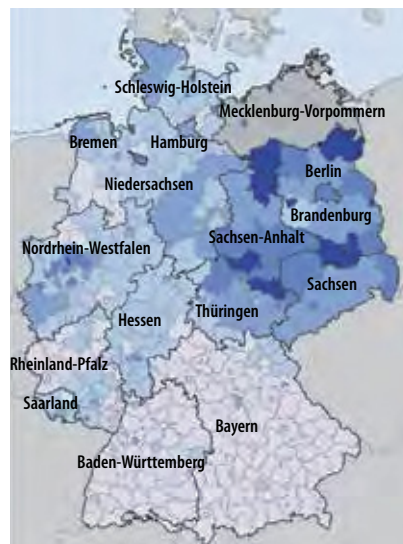 Schleswig-Holstein
Mecklenburg-Vorpommern
Bremen
Hamburg
Berlin
Niedersachsen
Brandenburg
Sachsen-Anhalt
Nordrhein-Westfalen
Sachsen
Thüringen
Hessen
Rheinland-Pfalz
Saarland
Bayern
Baden-Württemberg